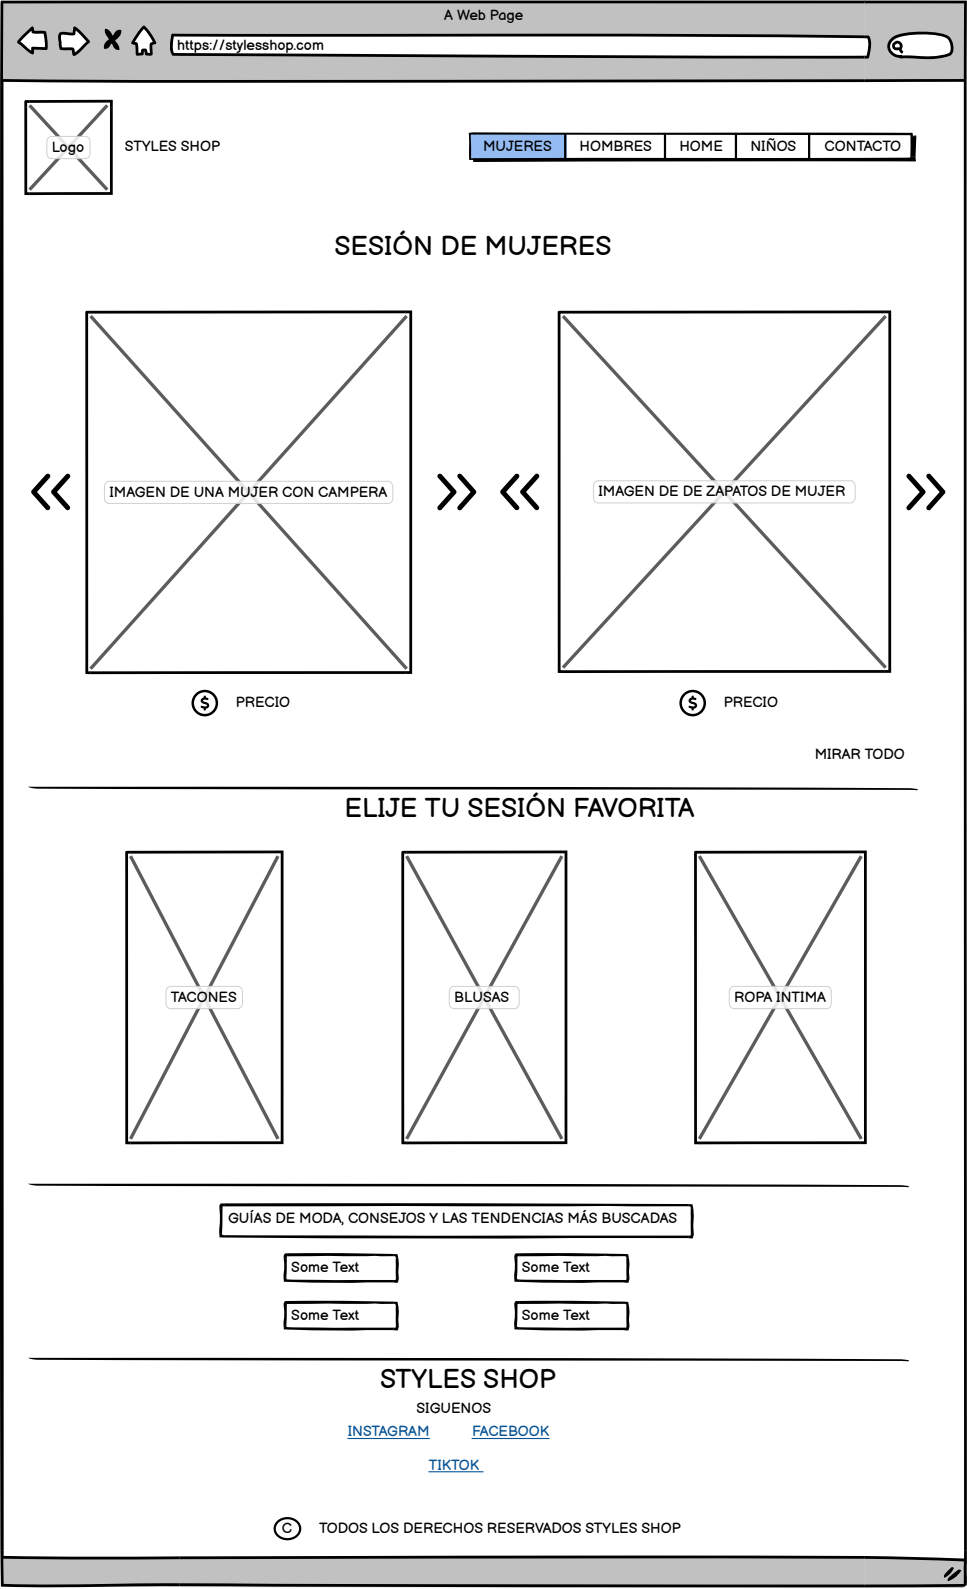 A Web Page
https://stylesshop.com
Logo
STYLES SHOP
MUJERES HOMBRES HOME NIÑOS CONTACTO
SESIÓN DE MUJERES
IMAGEN DE UNA MUJER CON CAMPERA
IMAGEN DE DE ZAPATOS DE MUJER
$ PRECIO
$ PRECIO
MIRAR TODO
ELIJE TU SESIÓN FAVORITA
TACONES
BLUSAS
ROPA INTIMA
GUÍAS DE MODA, CONSEJOS Y LAS TENDENCIAS MÁS BUSCADAS
Some Text Some Text
Some Text Some Text
STYLES SHOP
SIGUENOS
INSTAGRAM FACEBOOK
TIKTOK
C TODOS LOS DERECHOS RESERVADOS STYLES SHOP